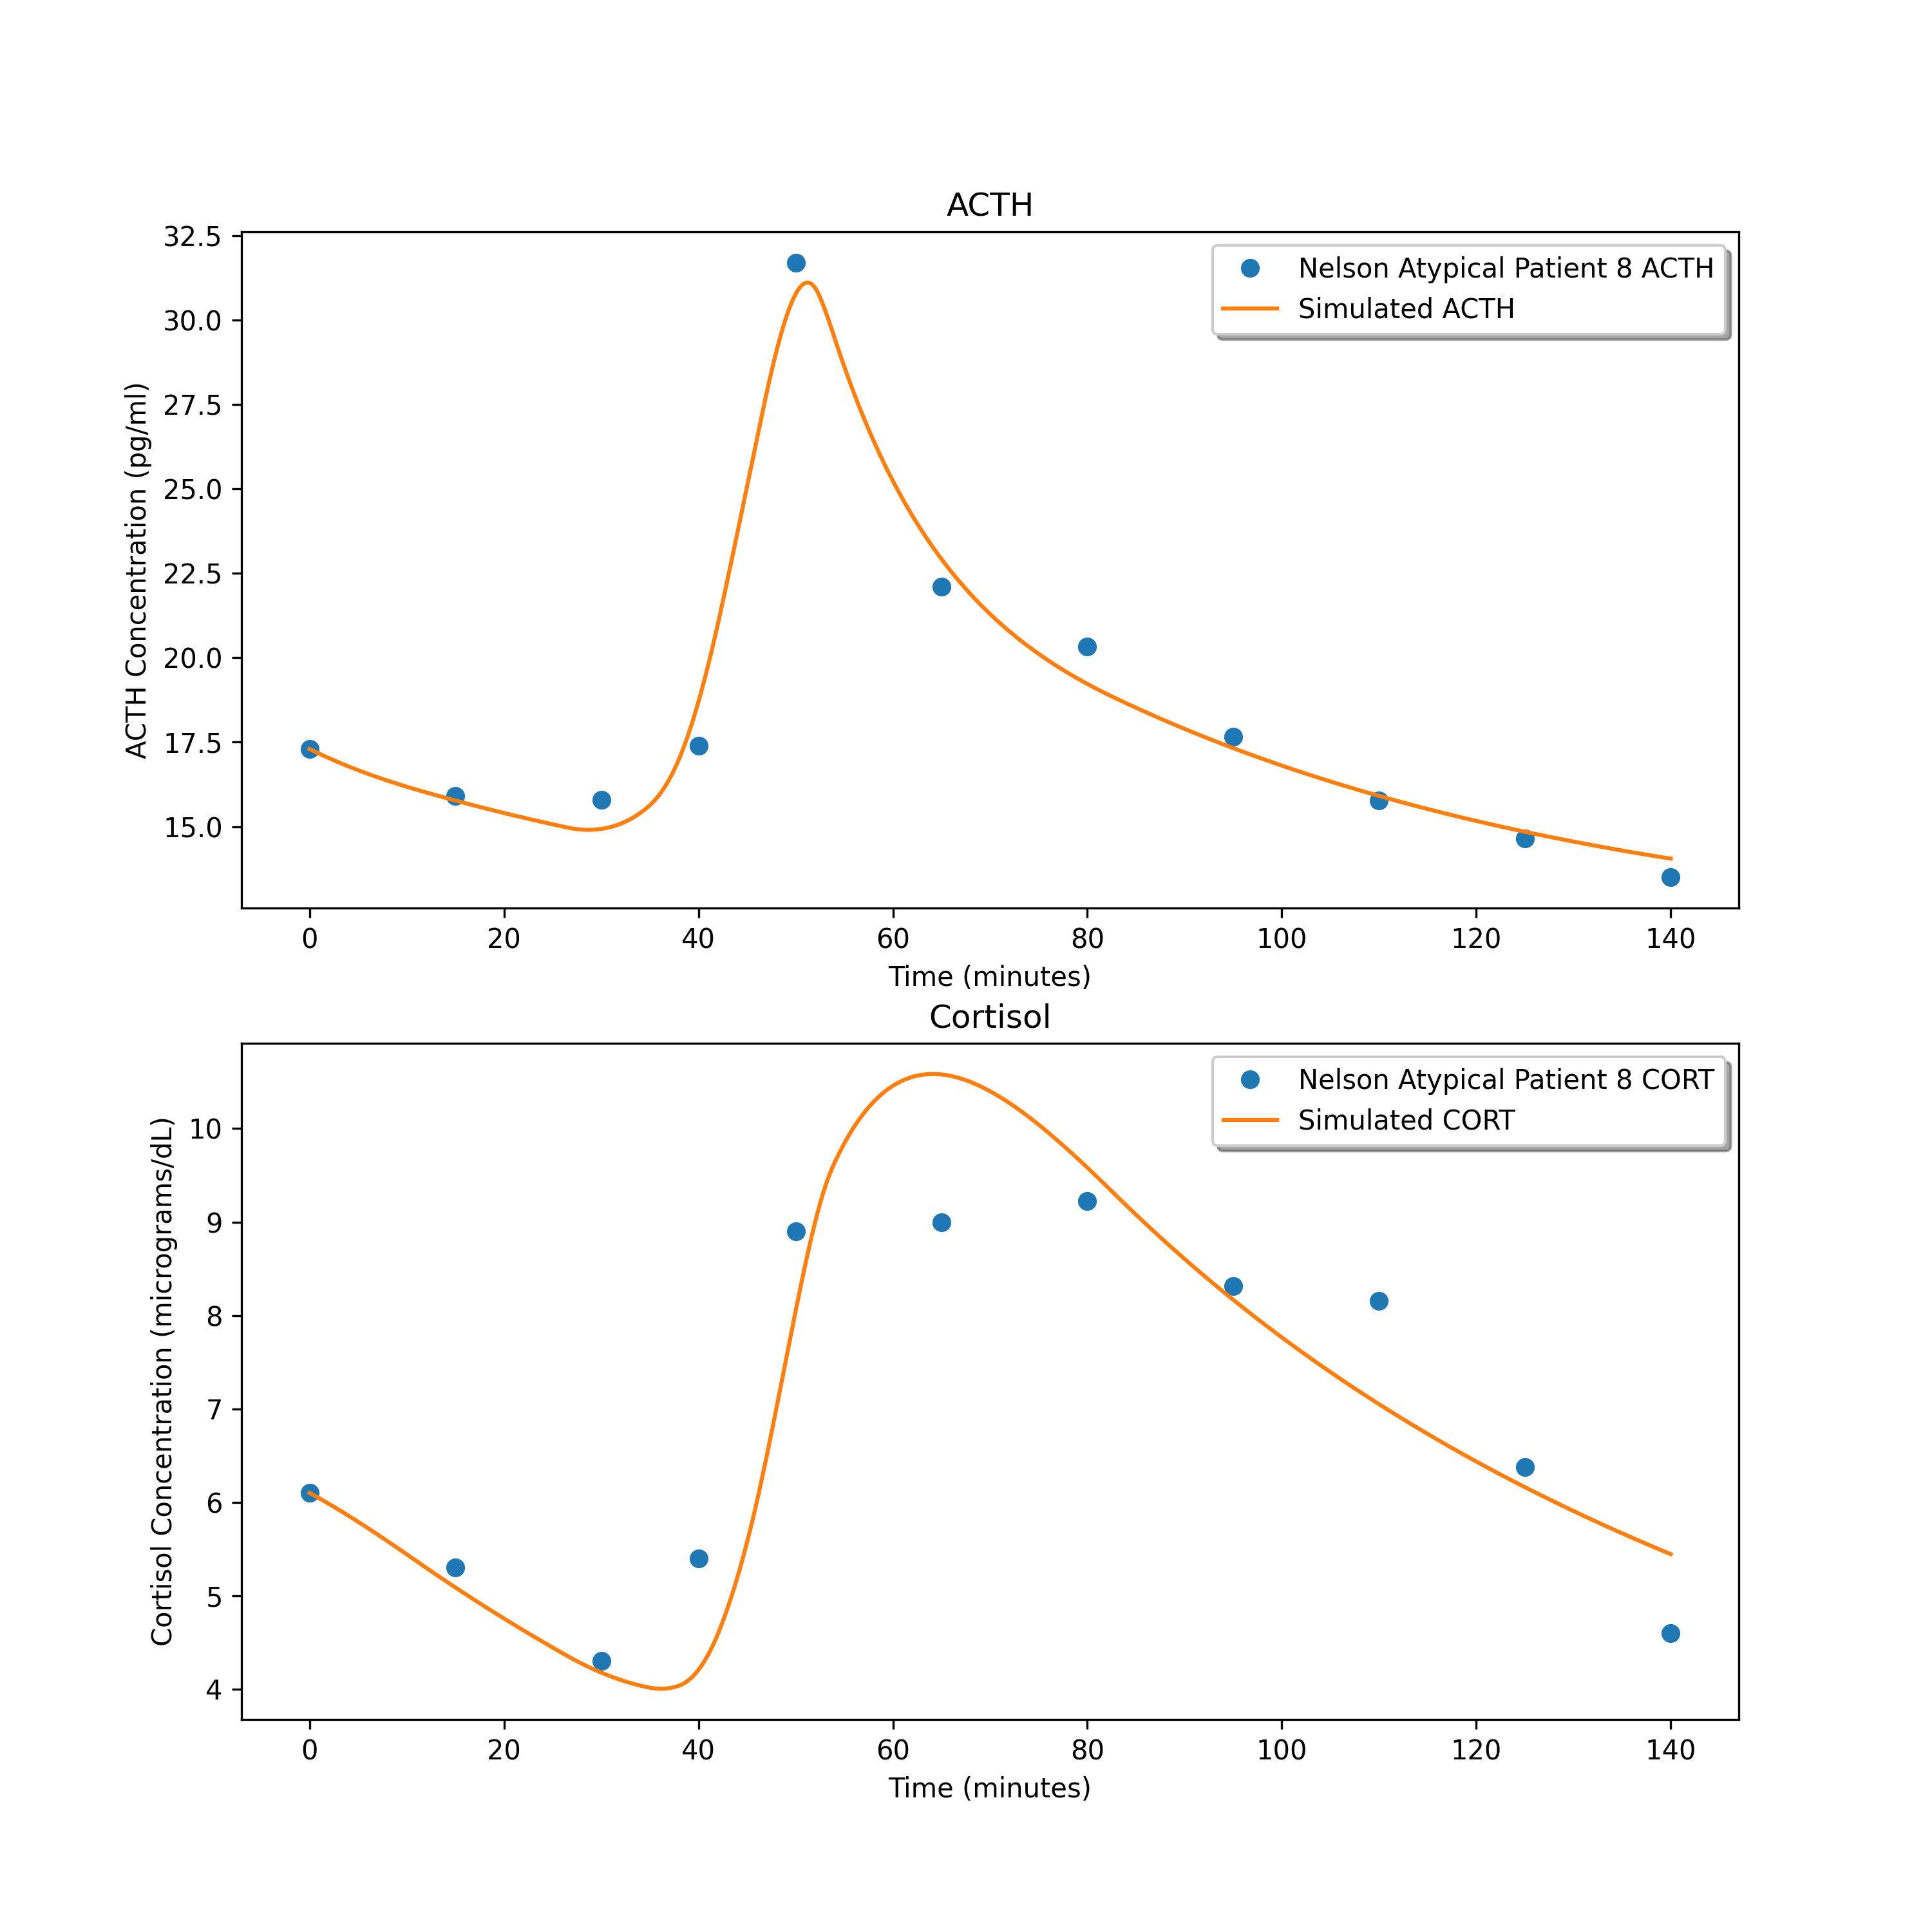 ACTH
32.5
30.0
27.5
25.0
22.5
20.0
17.5
15.0
ACTH Concentration (pg/ml)
Nelson Atypical Patient 8 ACTH
Simulated ACTH
0 20 40 60 80 100 120 140
Time (minutes)
Cortisol
10
9
8
7
6
5
4
Cortisol Concentration (micrograms/dL)
Nelson Atypical Patient 8 CORT
Simulated CORT
0 20 40 60 80 100 120 140
Time (minutes)